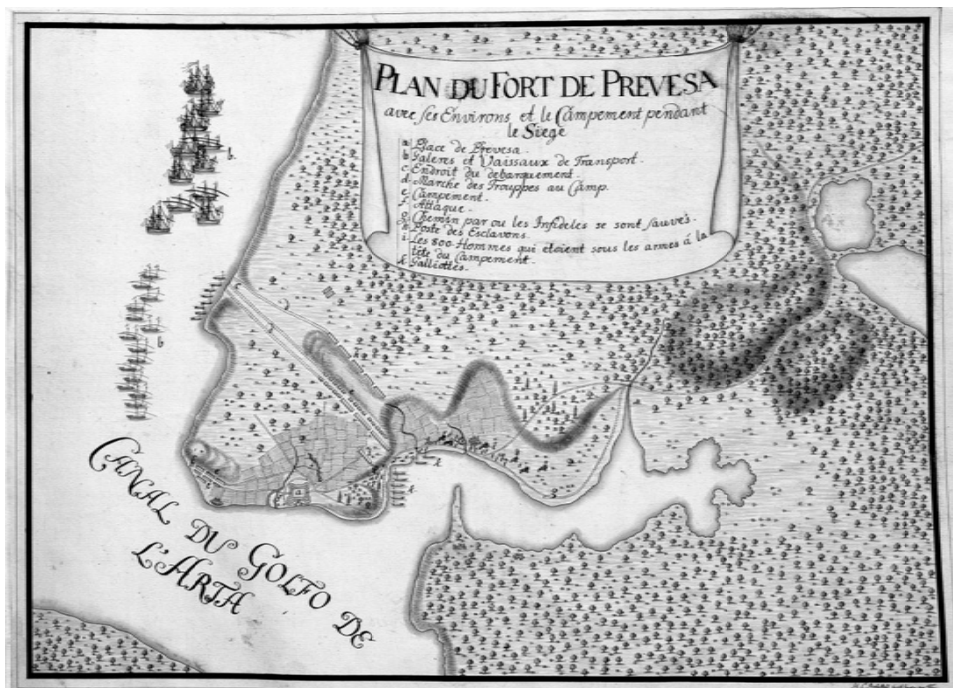 PLAN DU FORT DE PREVESA
avec ses Environs et le Campement pendant
le Siege
a. Place de Prevesa.
b. Galeres et Vaissaux de Transport.
c. Endroit du debarquement.
d. Marche des Trouppes au Camp.
e. Campement.
f. Attaque.
g. Chemin par ou les Infideles se sont sauvés.
h. Poste des Esclavons.
i. Les 800 Hommes qui etoient sous les armes á la
tête du Campement.
k. Galliottes.
b
b
CANAL DU GOLFO DE
L'ARTA